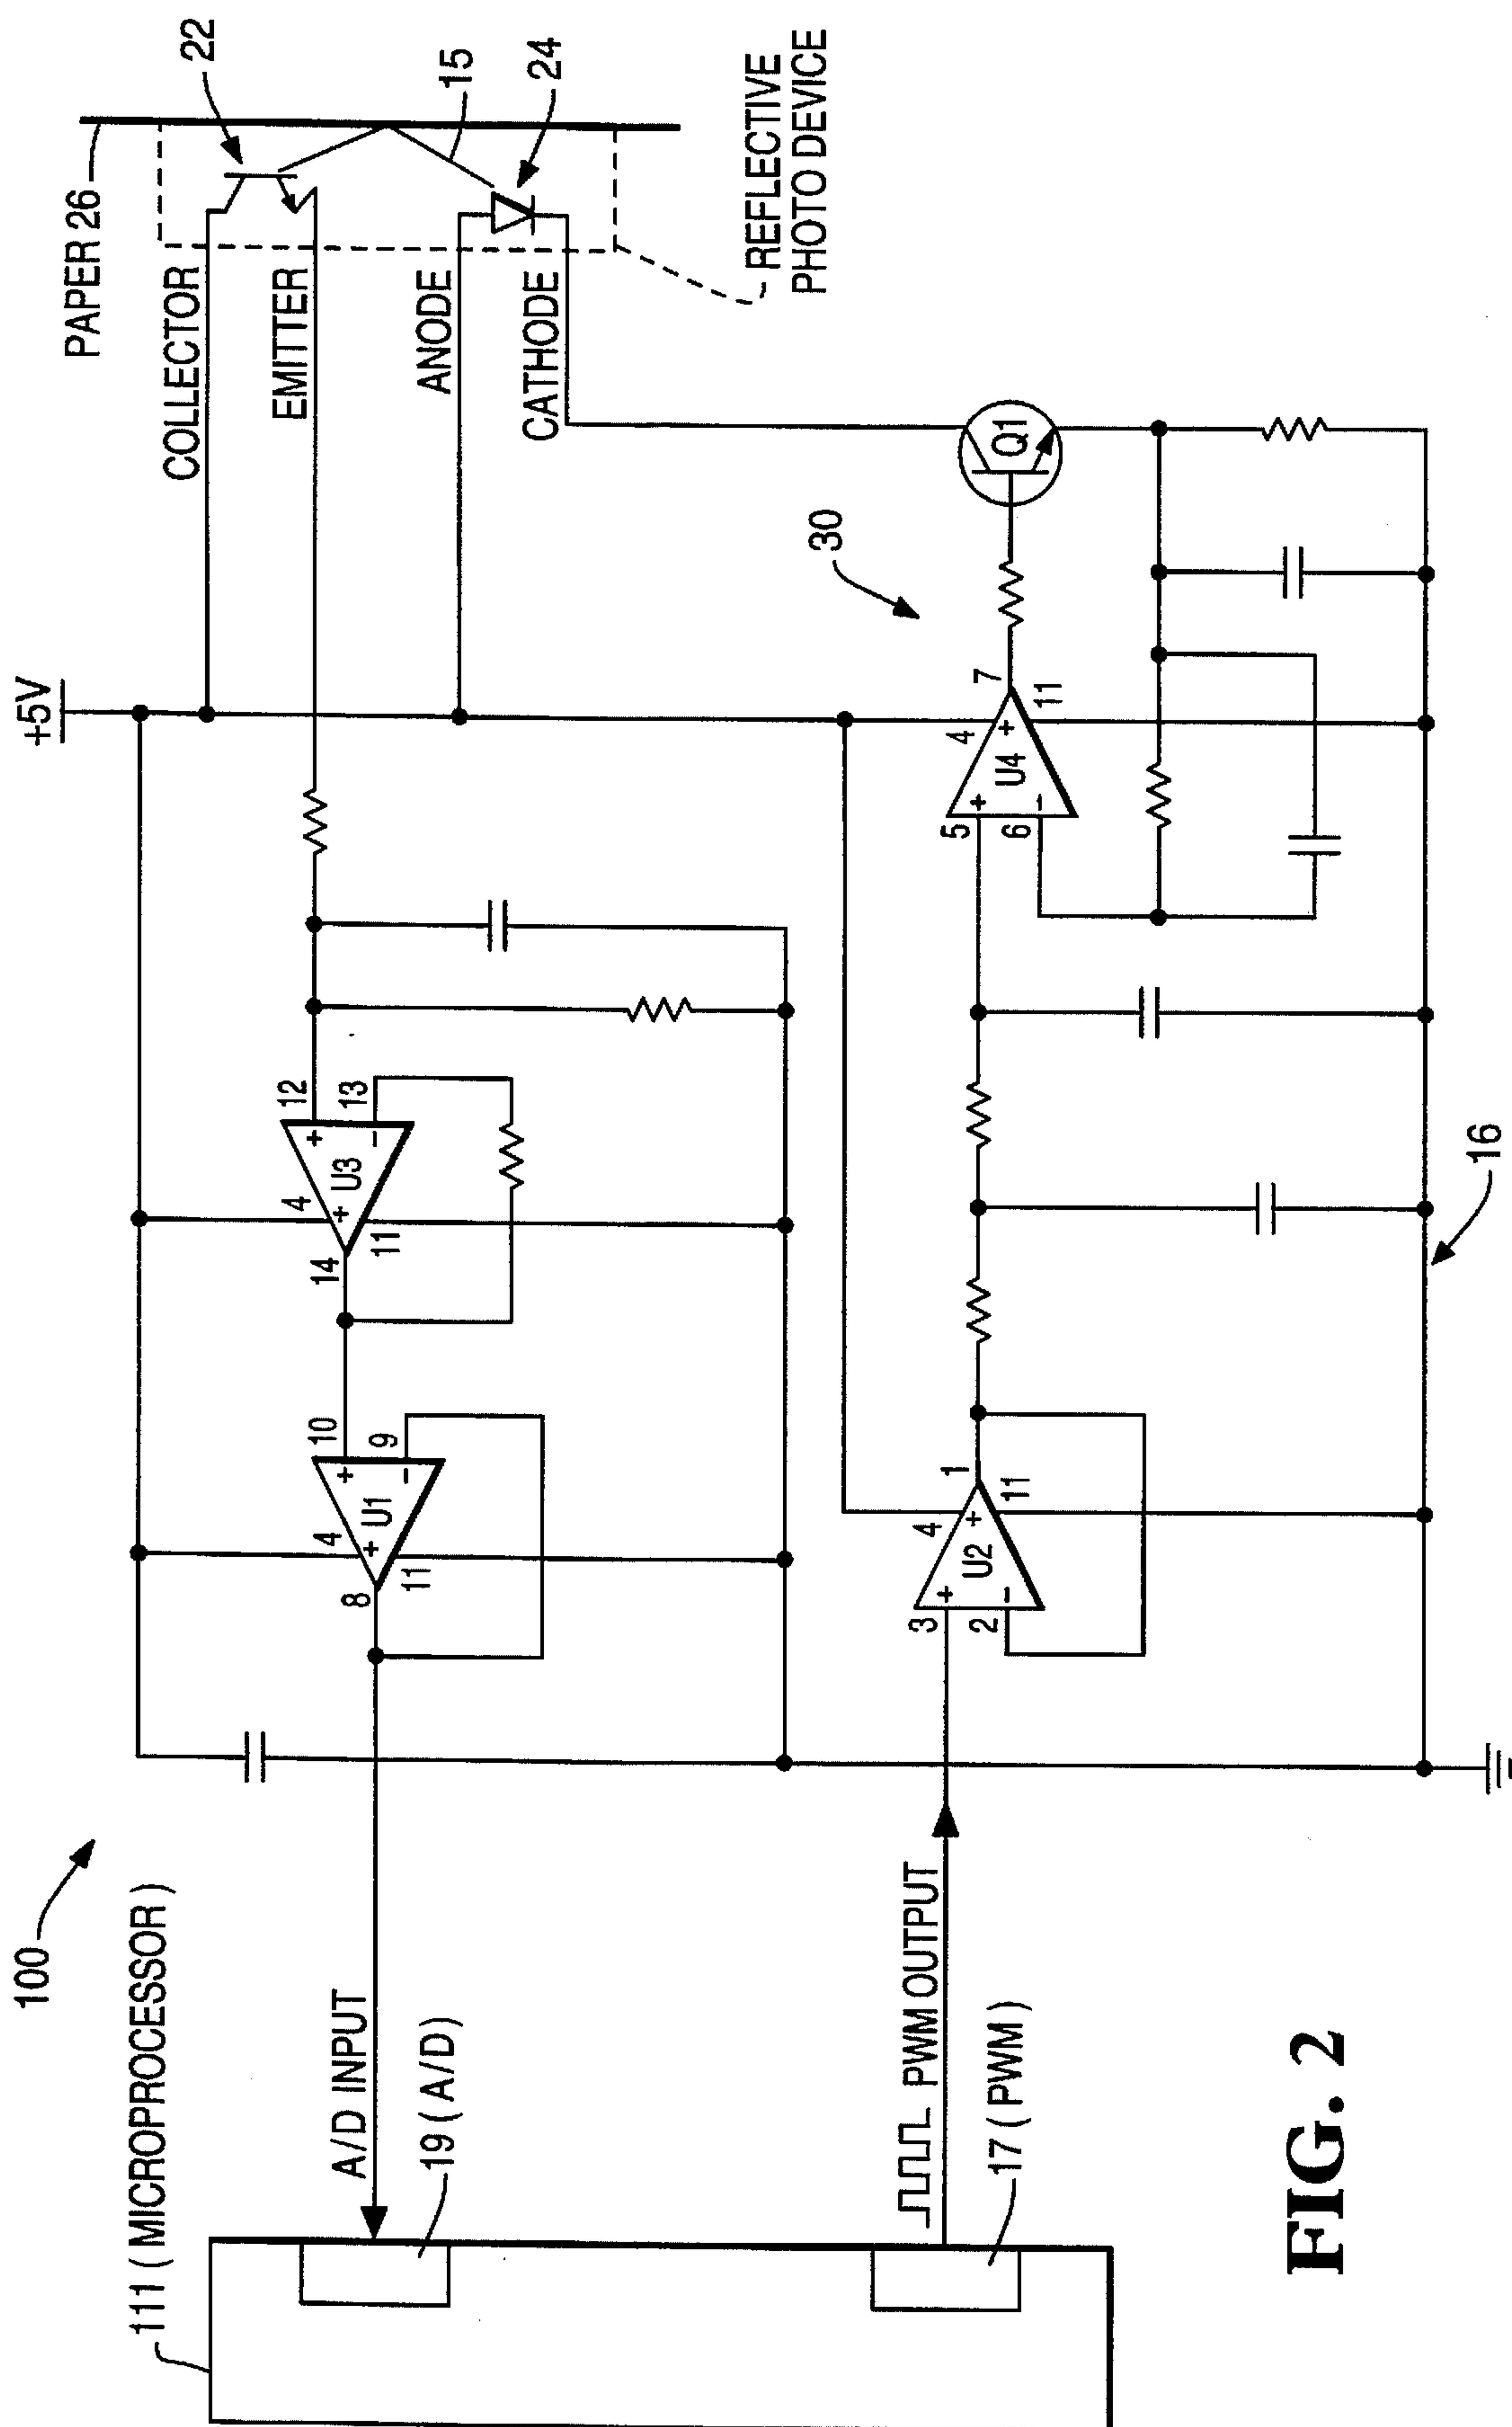 100
111 ( MICROPROCESSOR )
A/D INPUT
19 ( A/D )
PWM OUTPUT
17 ( PWM )
+5V
PAPER 26
22
COLLECTOR
EMITTER
15
24
ANODE
CATHODE
REFLECTIVE
PHOTO DEVICE
8
4
+
11
U1
+
-
10
9
14
4
+
11
U3
+
-
12
13
3
2
+
-
U2
4
+
11
1
5
6
+
-
U4
4
+
11
7
30
Q1
16
FIG. 2